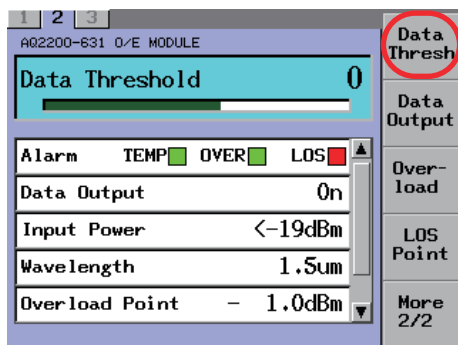 1 2 3
AQ2200-631 O/E MODULE
Data Threshold 0
Alarm TEMP OVER LOS
Data Output On
Input Power <-19dBm
Wavelength 1.5um
Overload Point - 1.0dBm
Data
Thresh
Data
Output
Over-
load
LOS
Point
More
2/2